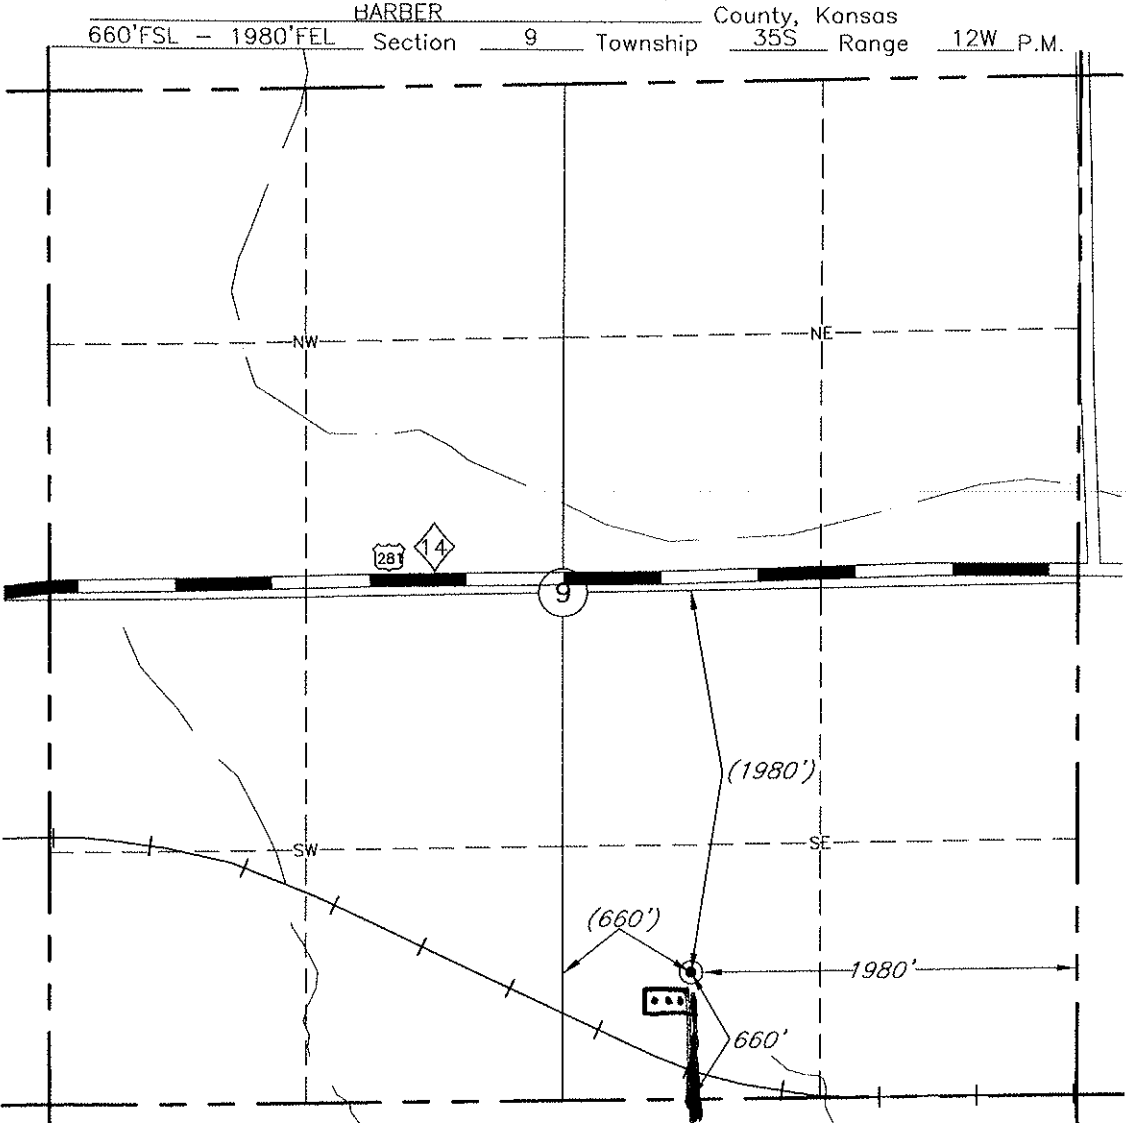 BARBER County, Kansas
660'FSL - 1980'FEL Section 9 Township 35S Range 12W P.M.
NW NE
281 14
9
(1980')
SW SE
(660')
1980'
660'